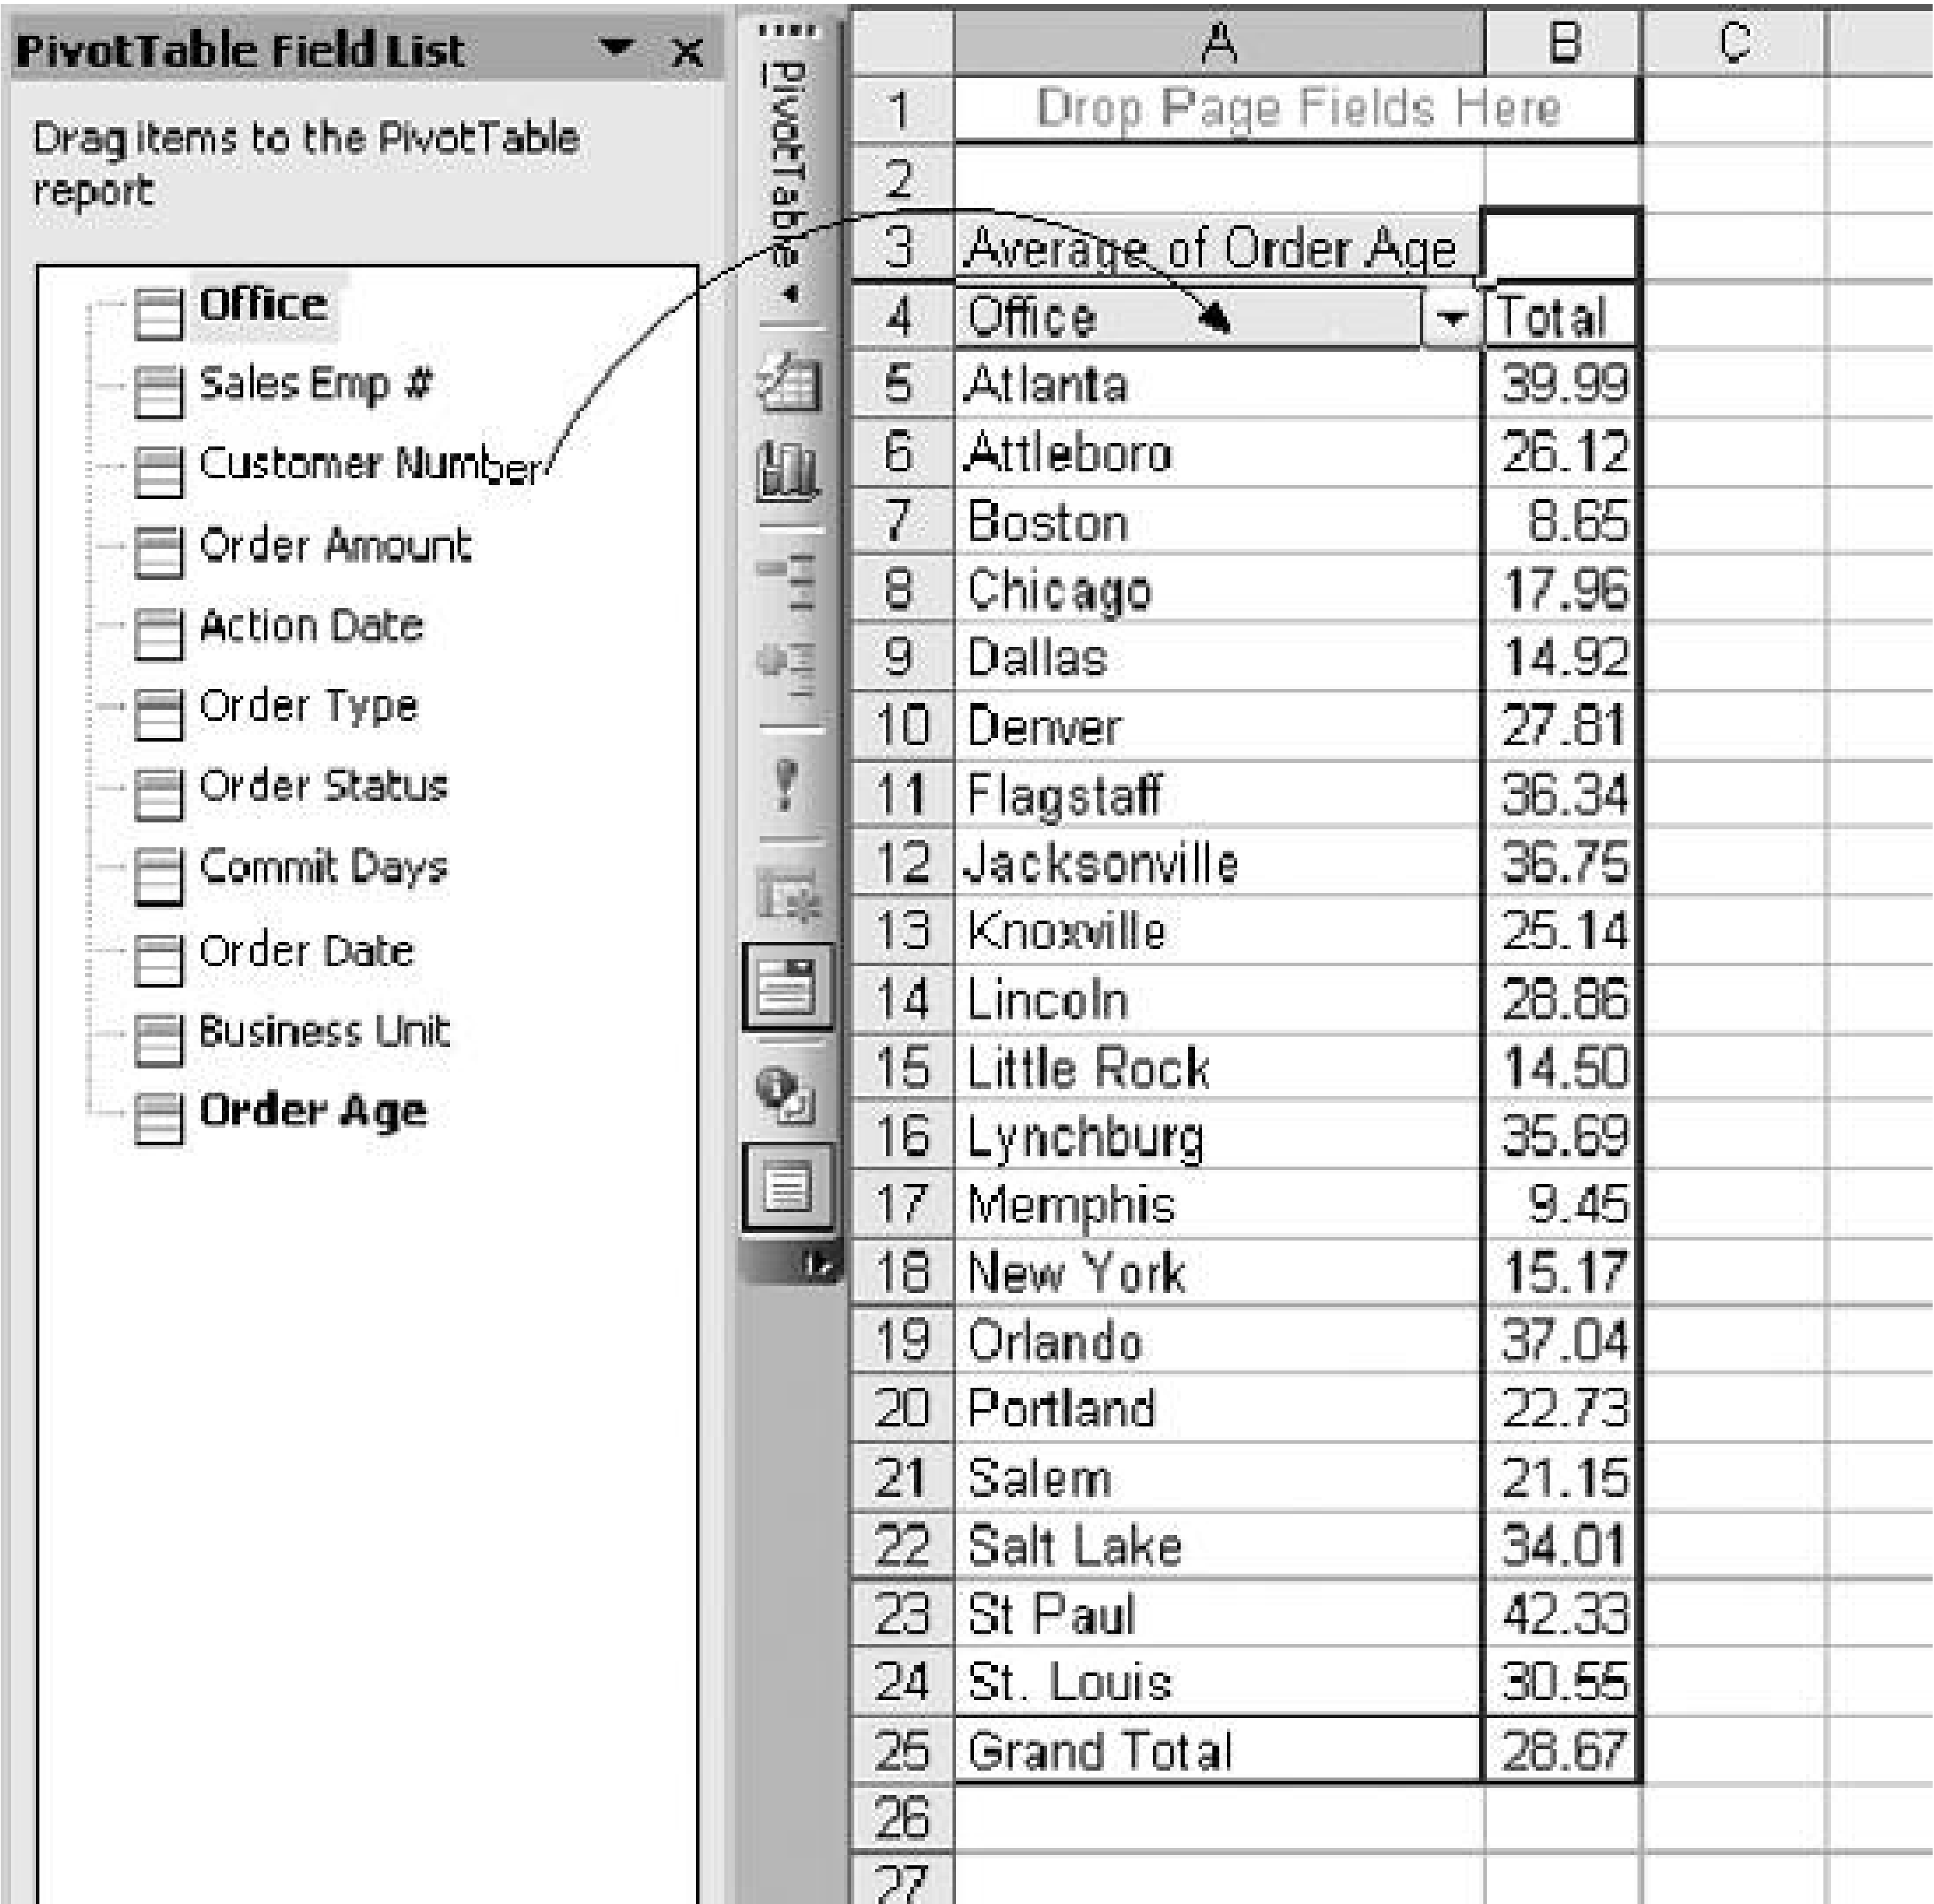 PivotTable Field List
Drag items to the PivotTable
report
Office
Sales Emp #
Customer Number
Order Amount
Action Date
Order Type
Order Status
Commit Days
Order Date
Business Unit
Order Age
PivotTable
A B C
1 Drop Page Fields Here
2
3 Average of Order Age
4 Office Total
5 Atlanta 39.99
6 Attleboro 26.12
7 Boston 8.65
8 Chicago 17.96
9 Dallas 14.92
10 Denver 27.81
11 Flagstaff 36.34
12 Jacksonville 36.75
13 Knoxville 25.14
14 Lincoln 28.86
15 Little Rock 14.50
16 Lynchburg 35.69
17 Memphis 9.45
18 New York 15.17
19 Orlando 37.04
20 Portland 22.73
21 Salem 21.15
22 Salt Lake 34.01
23 St Paul 42.33
24 St. Louis 30.55
25 Grand Total 28.67
26
27